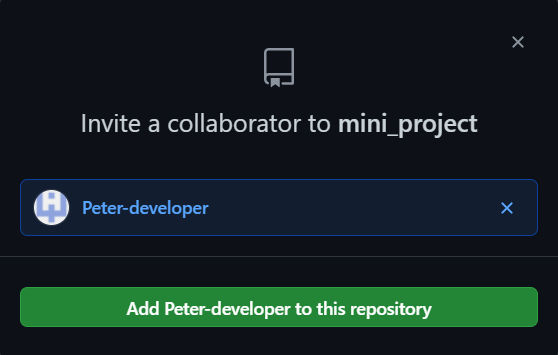 Invite a collaborator to mini_project
Peter-developer
Add Peter-developer to this repository